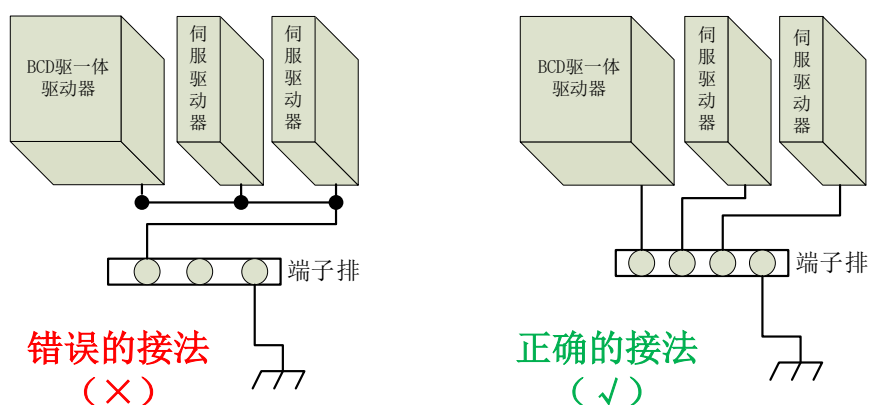 BCD驱一体
驱动器
伺服驱动器
伺服驱动器
端子排
错误的接法
（×）
BCD驱一体
驱动器
伺服驱动器
伺服驱动器
端子排
正确的接法
（√）